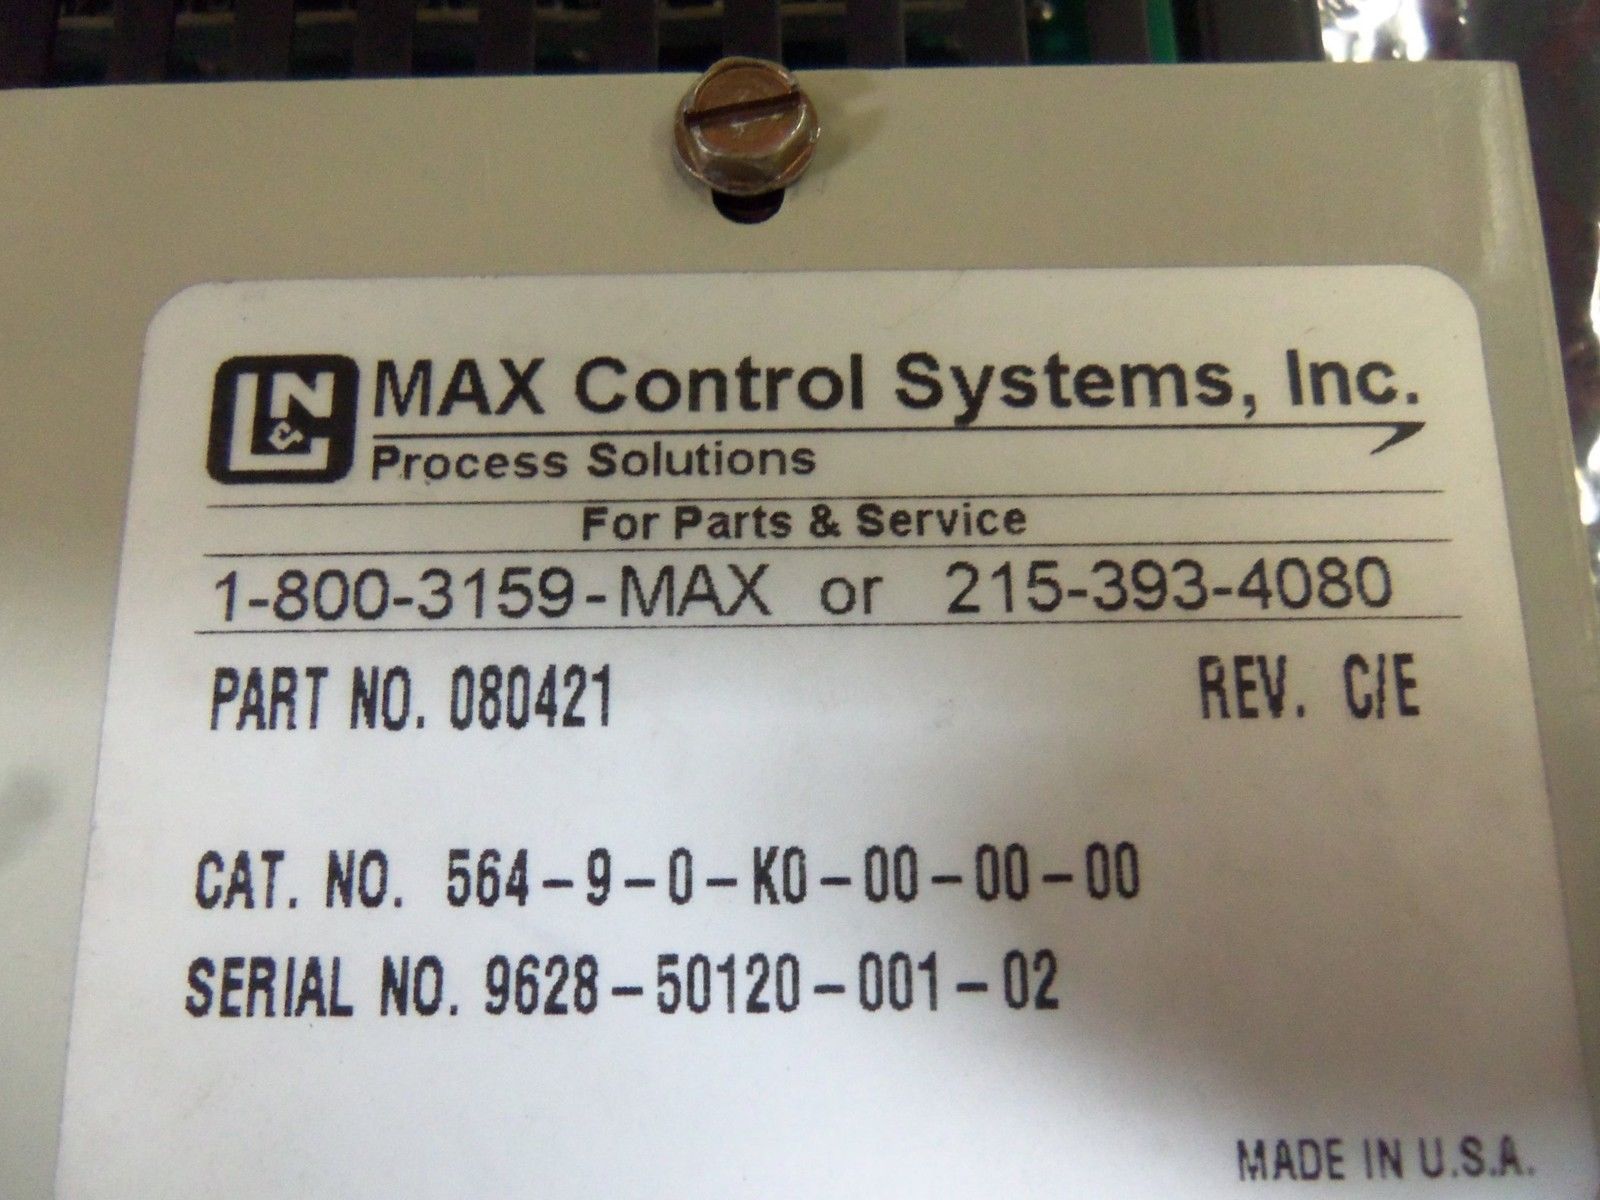 L&N MAX Control Systems, Inc.
Process Solutions
For Parts & Service
1-800-3159-MAX or 215-393-4080
PART NO. 080421 REV. C/E
CAT. NO. 564-9-0-K0-00-00-00
SERIAL NO. 9628-50120-001-02
MADE IN U.S.A.